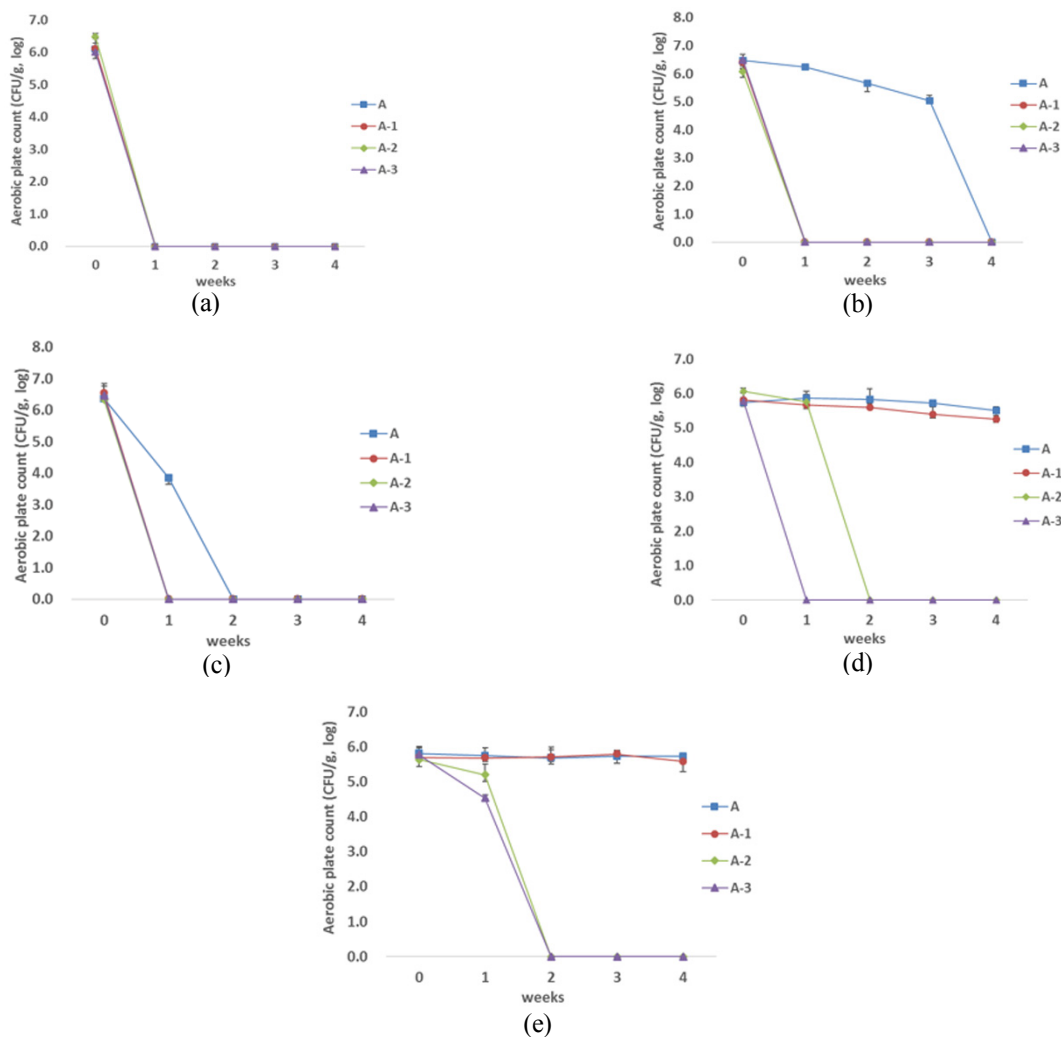 Aerobic plate count (CFU/g, log)
7.0
6.0
5.0
4.0
3.0
2.0
1.0
0.0
0 1 2 3 4
weeks
A
A-1
A-2
A-3
(a)
Aerobic plate count (CFU/g, log)
8.0
7.0
6.0
5.0
4.0
3.0
2.0
1.0
0.0
0 1 2 3 4
weeks
A
A-1
A-2
A-3
(b)
Aerobic plate count (CFU/g, log)
8.0
7.0
6.0
5.0
4.0
3.0
2.0
1.0
0.0
0 1 2 3 4
weeks
A
A-1
A-2
A-3
(c)
Aerobic plate count (CFU/g, log)
7.0
6.0
5.0
4.0
3.0
2.0
1.0
0.0
0 1 2 3 4
weeks
A
A-1
A-2
A-3
(d)
Aerobic plate count (CFU/g, log)
7.0
6.0
5.0
4.0
3.0
2.0
1.0
0.0
0 1 2 3 4
weeks
A
A-1
A-2
A-3
(e)